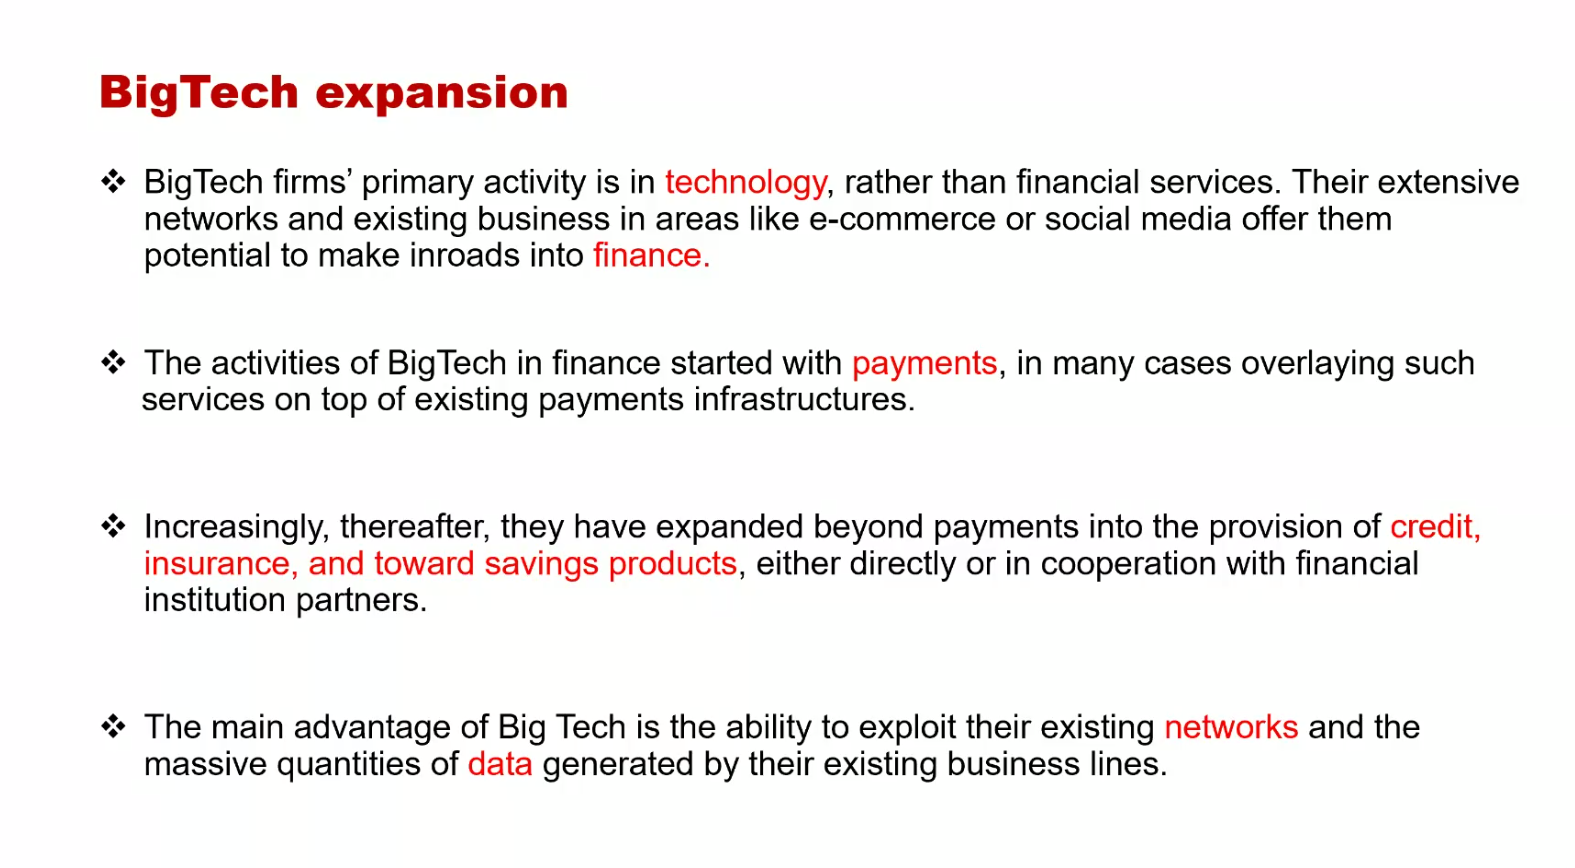 BigTech expansion
❖ BigTech firms’ primary activity is in technology, rather than financial services. Their extensive
networks and existing business in areas like e-commerce or social media offer them
potential to make inroads into finance.
❖ The activities of BigTech in finance started with payments, in many cases overlaying such
services on top of existing payments infrastructures.
❖ Increasingly, thereafter, they have expanded beyond payments into the provision of credit,
insurance, and toward savings products, either directly or in cooperation with financial
institution partners.
❖ The main advantage of Big Tech is the ability to exploit their existing networks and the
massive quantities of data generated by their existing business lines.